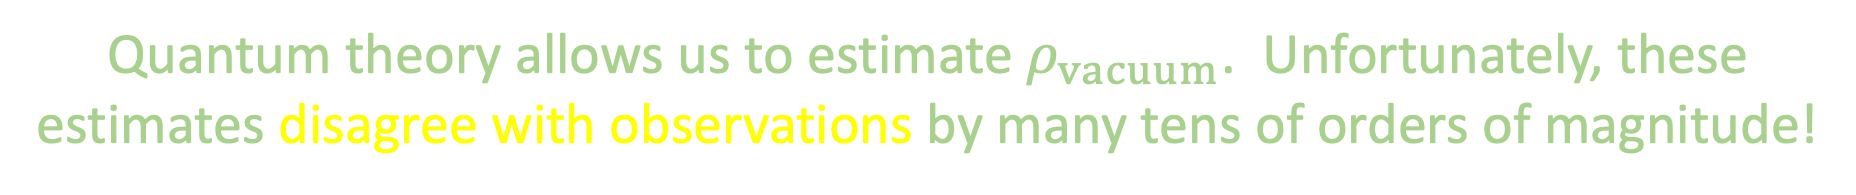 Quantum theory allows us to estimate ρ_vacuum.  Unfortunately, these
estimates disagree with observations by many tens of orders of magnitude!